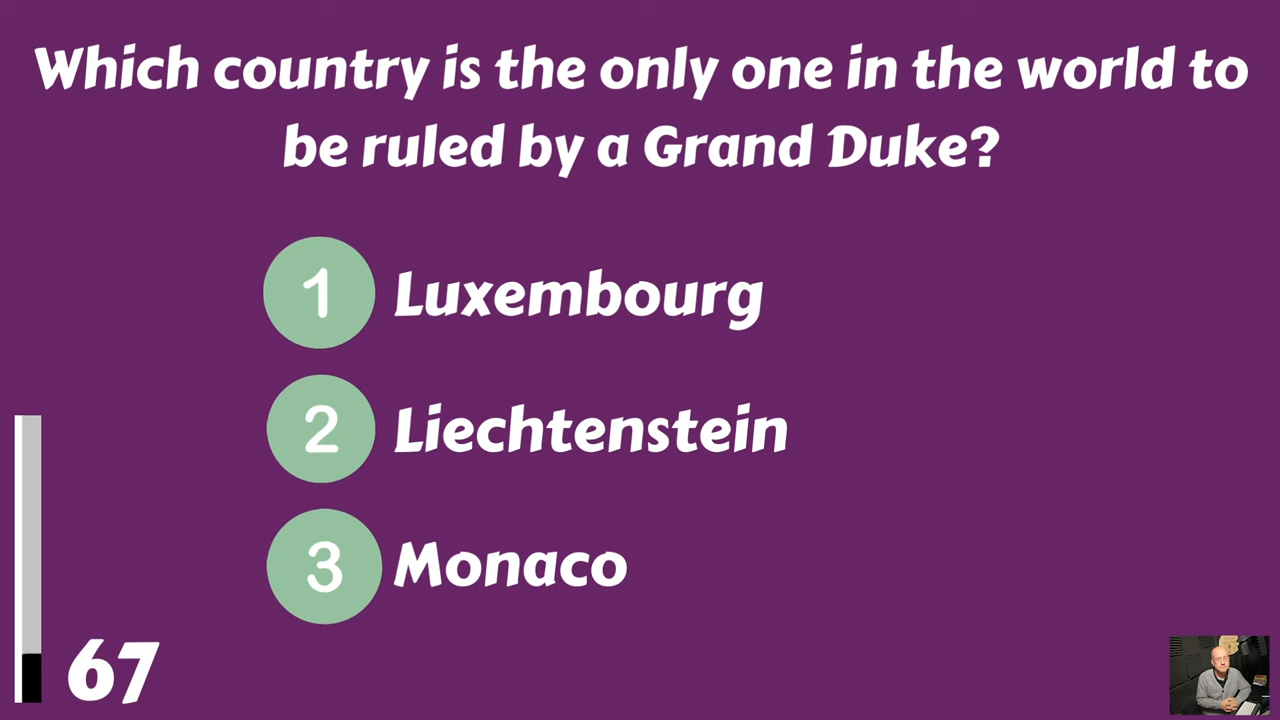 Which country is the only one in the world to
be ruled by a Grand Duke?
1 Luxembourg
2 Liechtenstein
3 Monaco
67